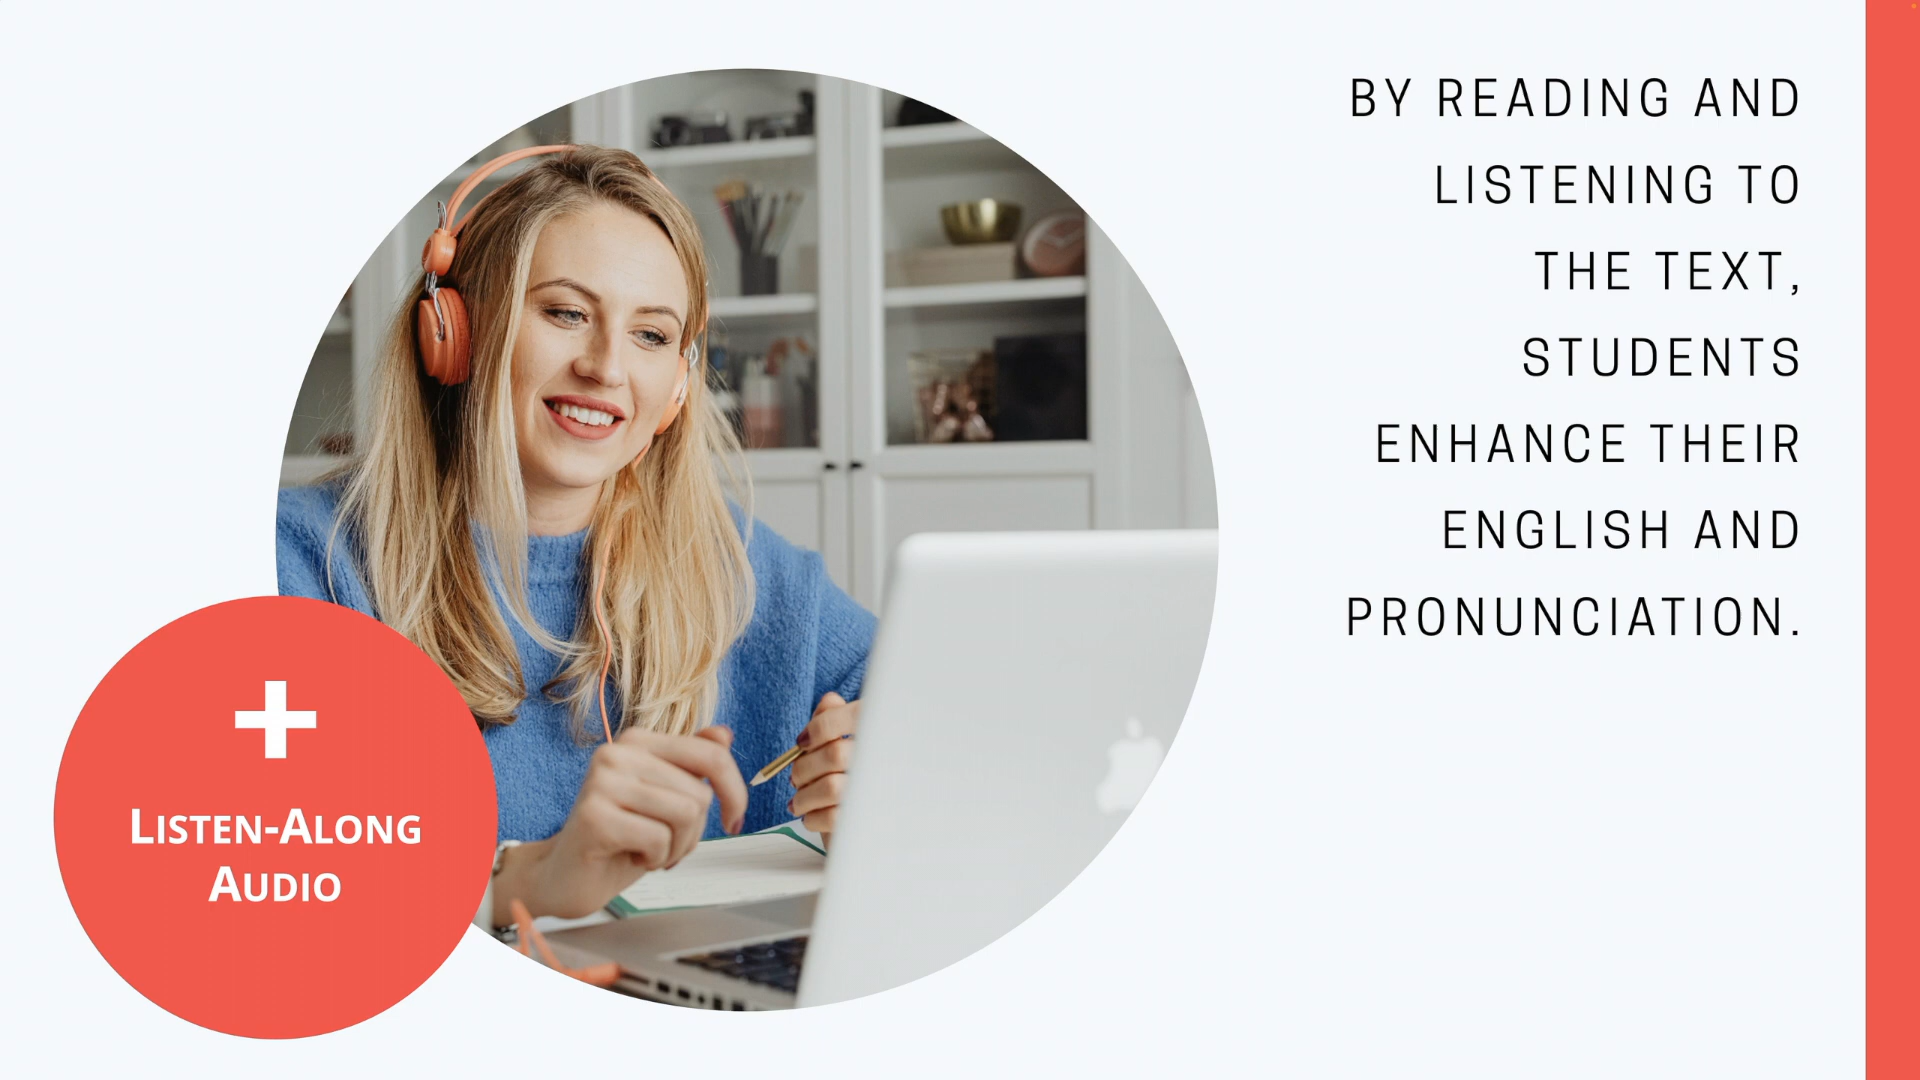 BY READING AND
LISTENING TO
THE TEXT,
STUDENTS
ENHANCE THEIR
ENGLISH AND
PRONUNCIATION.
+
LISTEN-ALONG
AUDIO